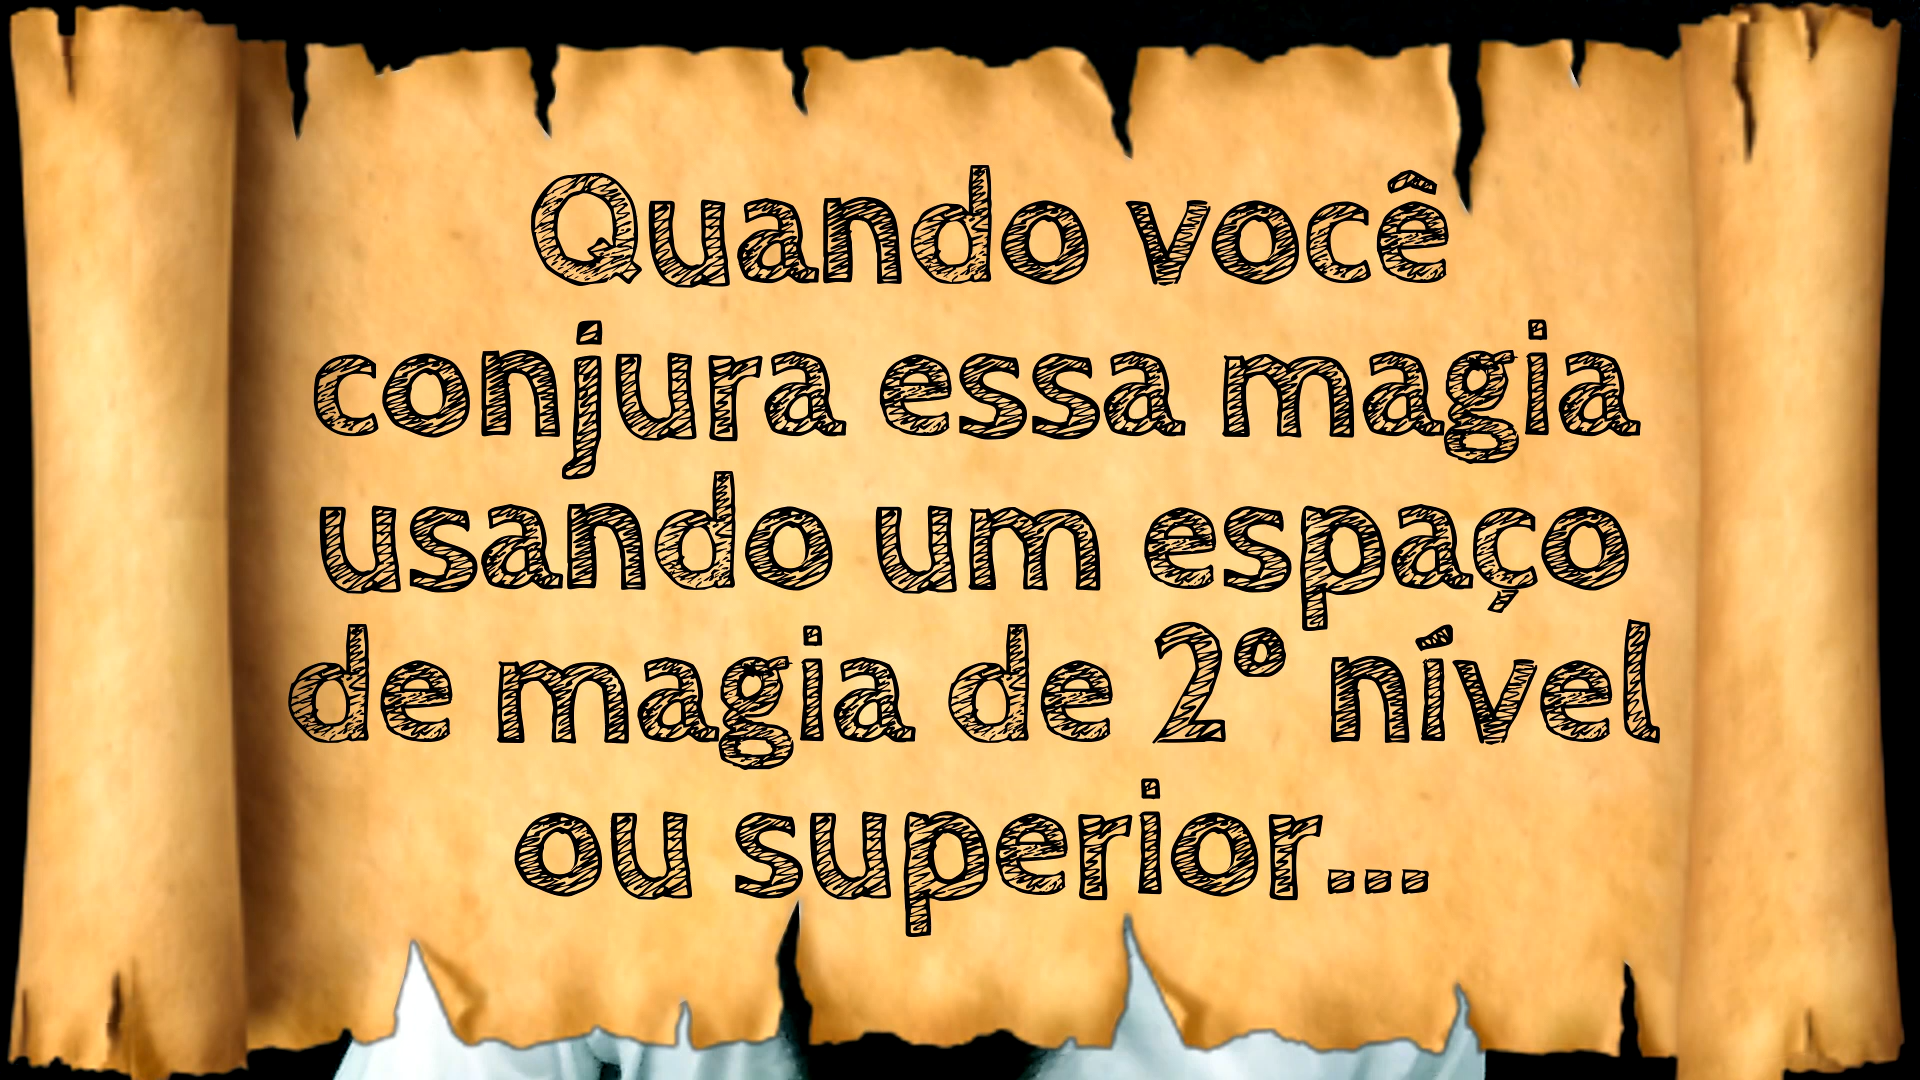 Quando você
conjura essa magia
usando um espaço
de magia de 2º nível
ou superior...